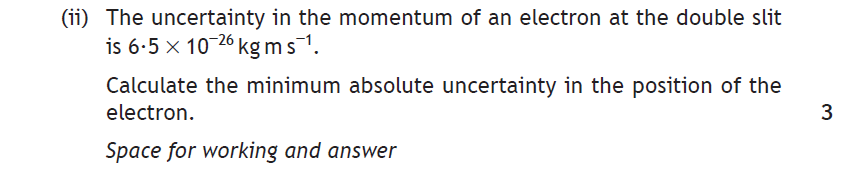 (ii) The uncertainty in the momentum of an electron at the double slit
is 6·5 × 10⁻²⁶ kg m s⁻¹.
Calculate the minimum absolute uncertainty in the position of the
electron. 3
Space for working and answer